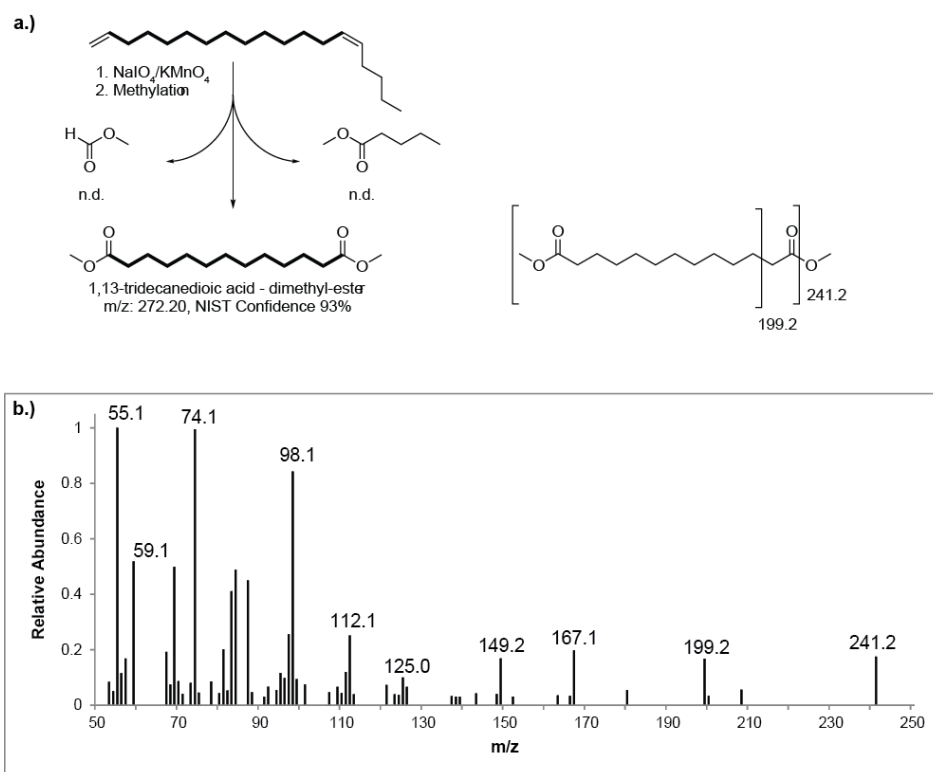 a.)
1. NaIO4/KMnO4
2. Methylation
H
O
O
n.d.
O
O
n.d.
O
O
O
O
1,13-tridecanedioic acid - dimethyl-ester
m/z: 272.20, NIST Confidence 93%
O
O
O
O
241.2
199.2
b.)
55.1
74.1
98.1
59.1
112.1
125.0
149.2
167.1
199.2
241.2
Relative Abundance
1
0.8
0.6
0.4
0.2
0
50 70 90 110 130 150 170 190 210 230 250
m/z